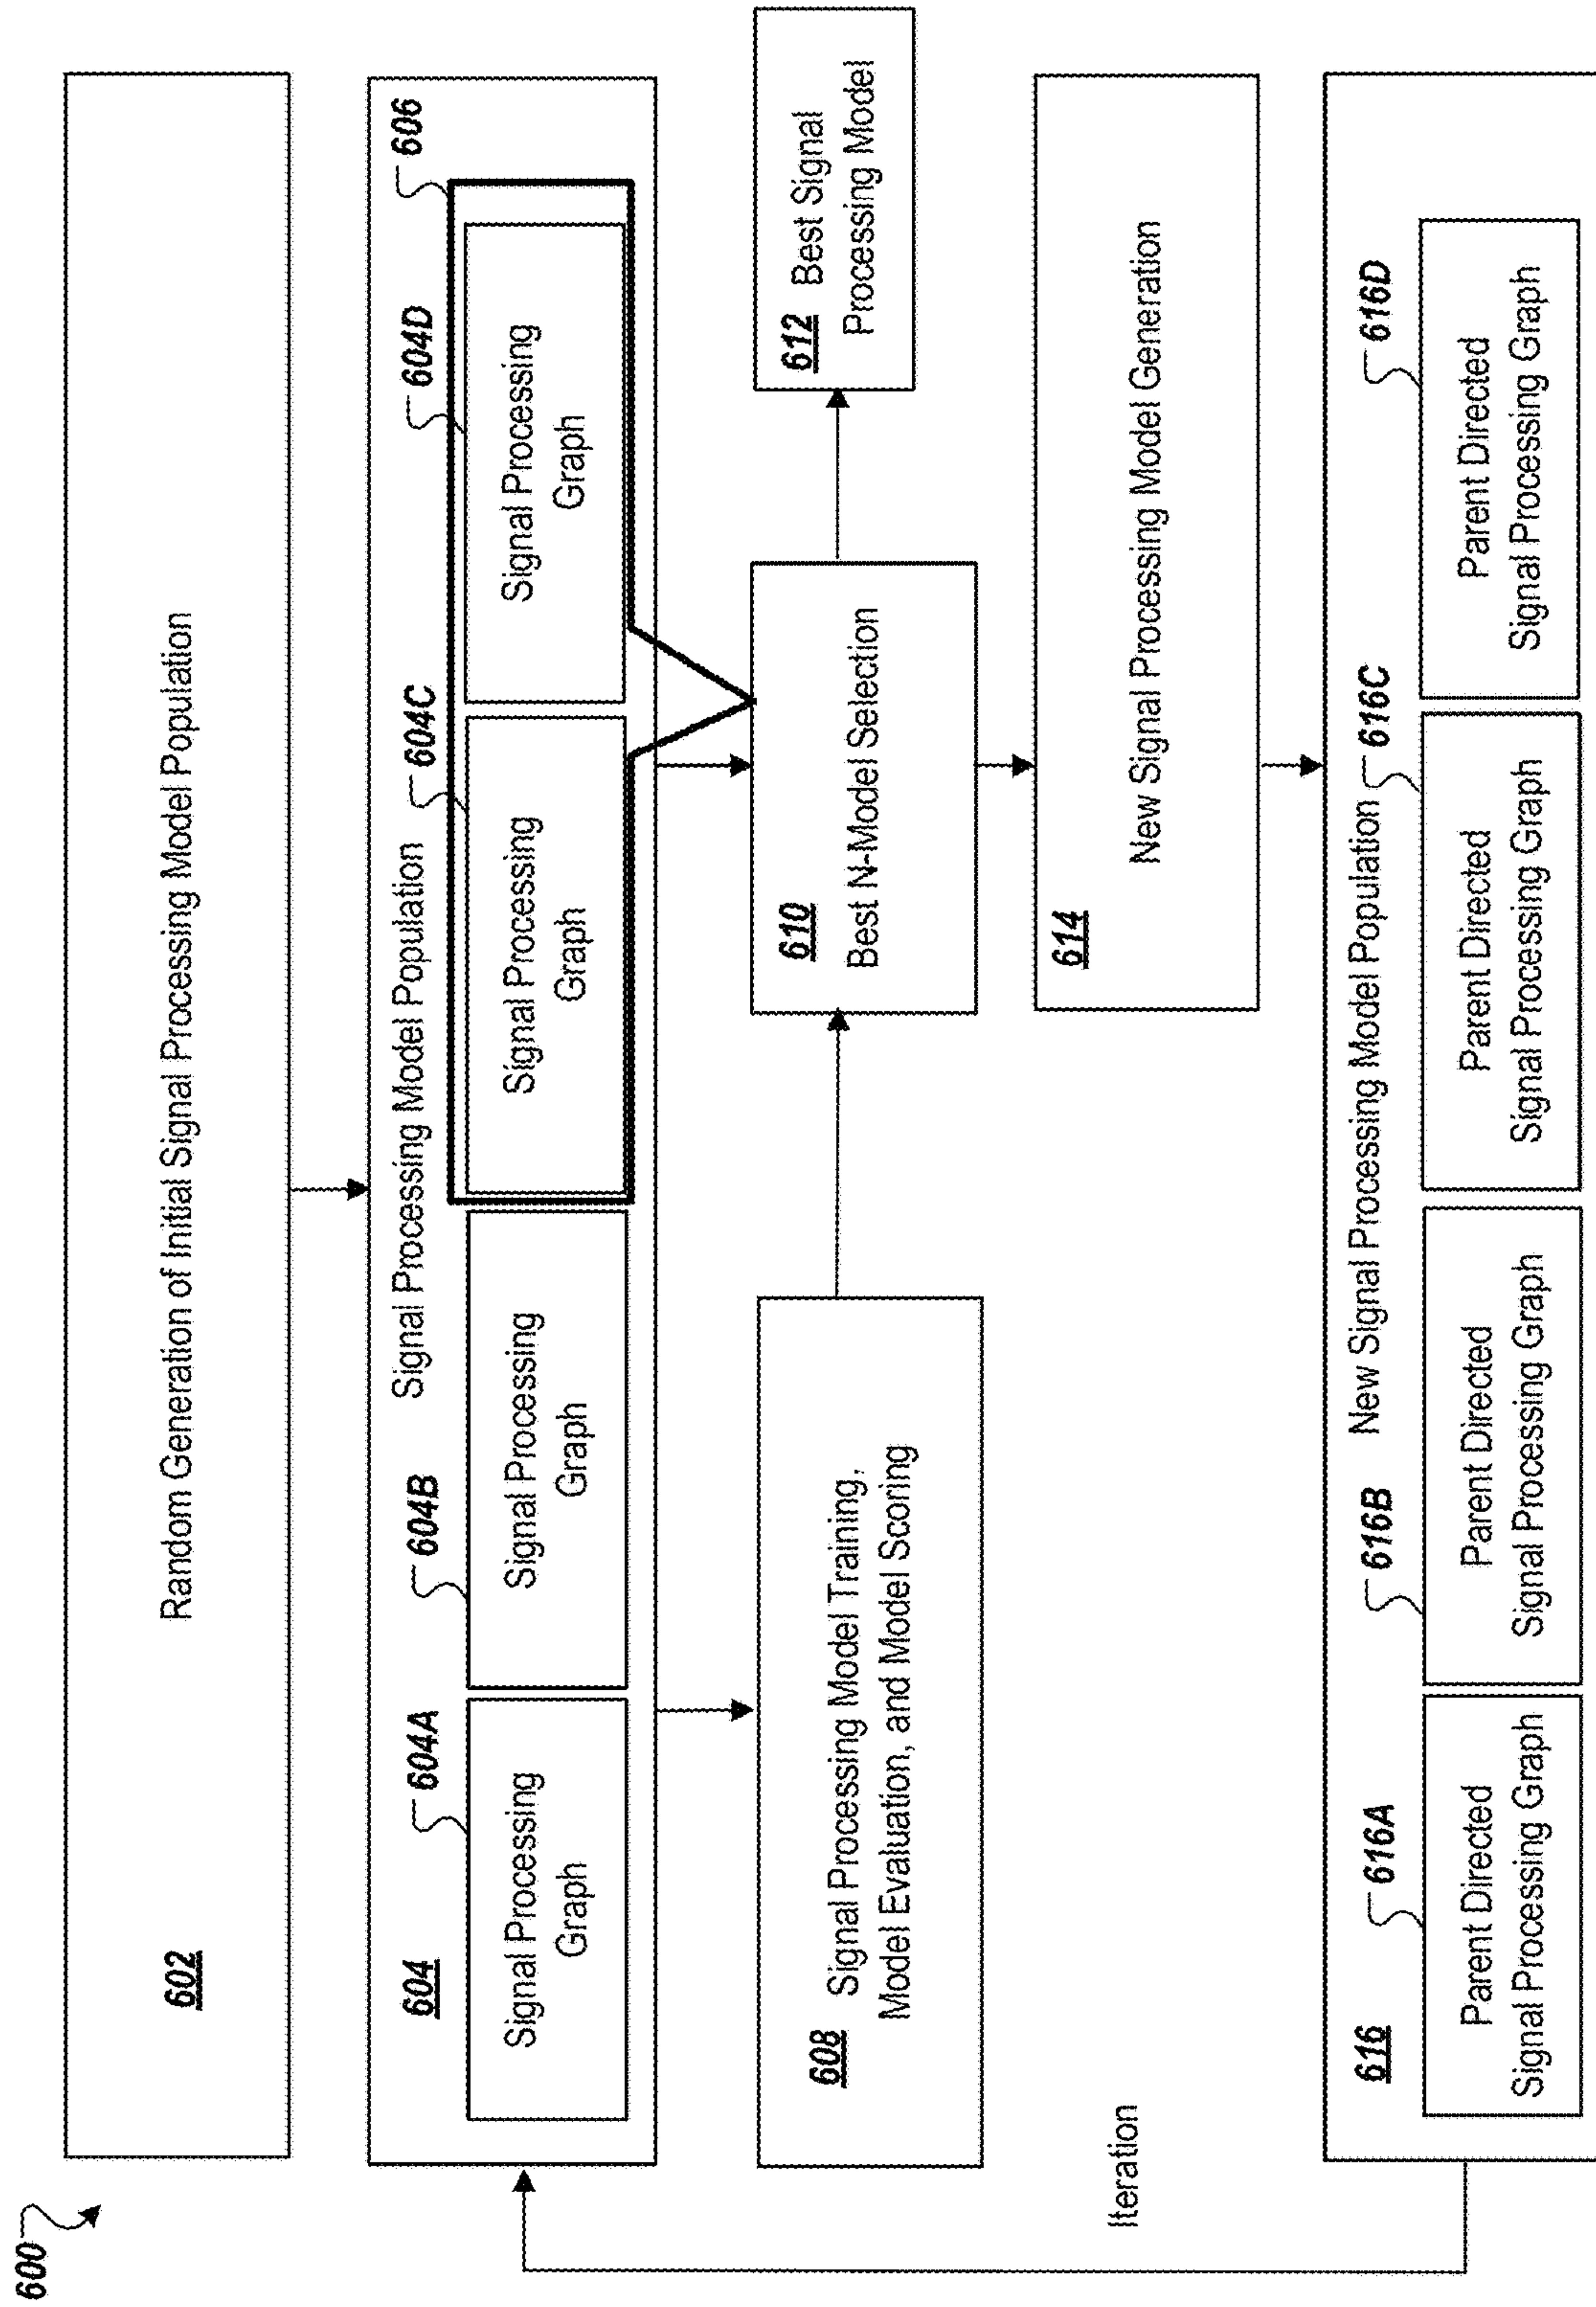 600
602
Random Generation of Initial Signal Processing Model Population
604
Signal Processing Model Population
606
604A
604B
604C
604D
Signal Processing
Graph
Signal Processing
Graph
Signal Processing
Graph
Signal Processing
Graph
608 Signal Processing Model Training,
Model Evaluation, and Model Scoring
610
Best N-Model Selection
612 Best Signal
Processing Model
614
New Signal Processing Model Generation
Iteration
616
New Signal Processing Model Population
616A
616B
616C
616D
Parent Directed
Signal Processing Graph
Parent Directed
Signal Processing Graph
Parent Directed
Signal Processing Graph
Parent Directed
Signal Processing Graph